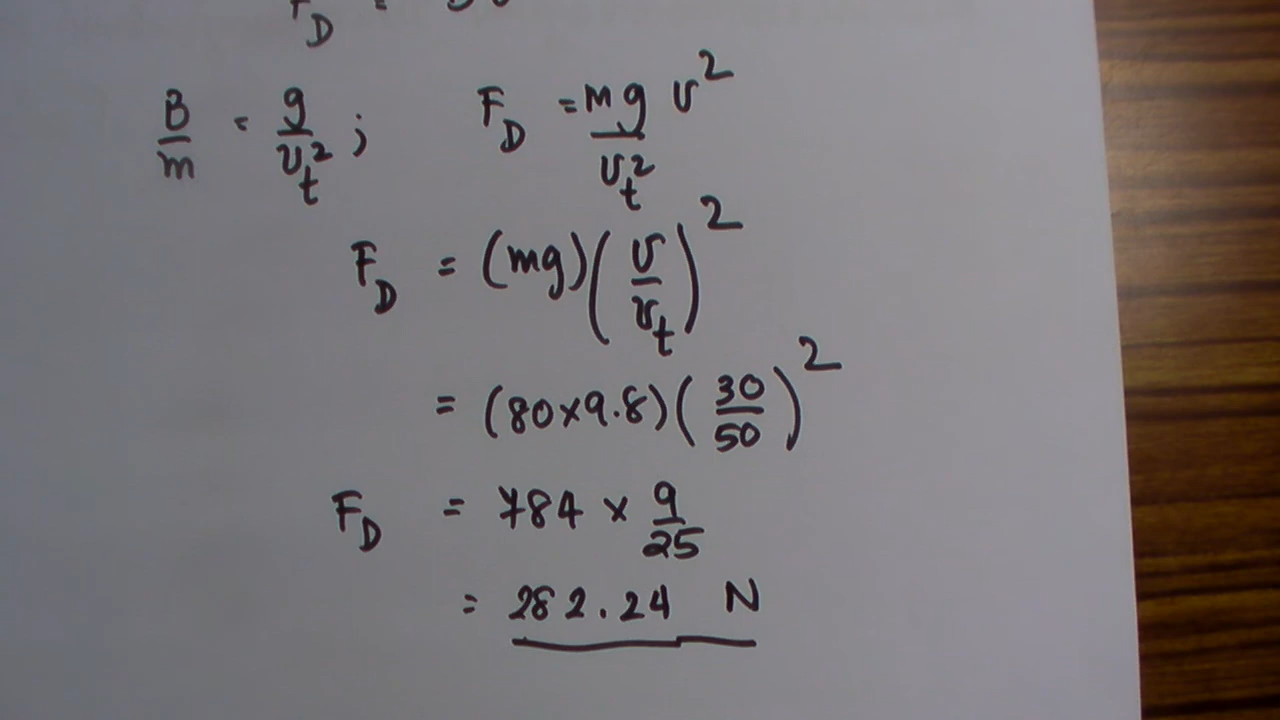 F_D =
B/m = g/v_t² ; F_D = mg/v_t² v²
F_D = (mg)(v/v_t)²
= (80×9.8)(30/50)²
F_D = 784 × 9/25
= 282.24 N